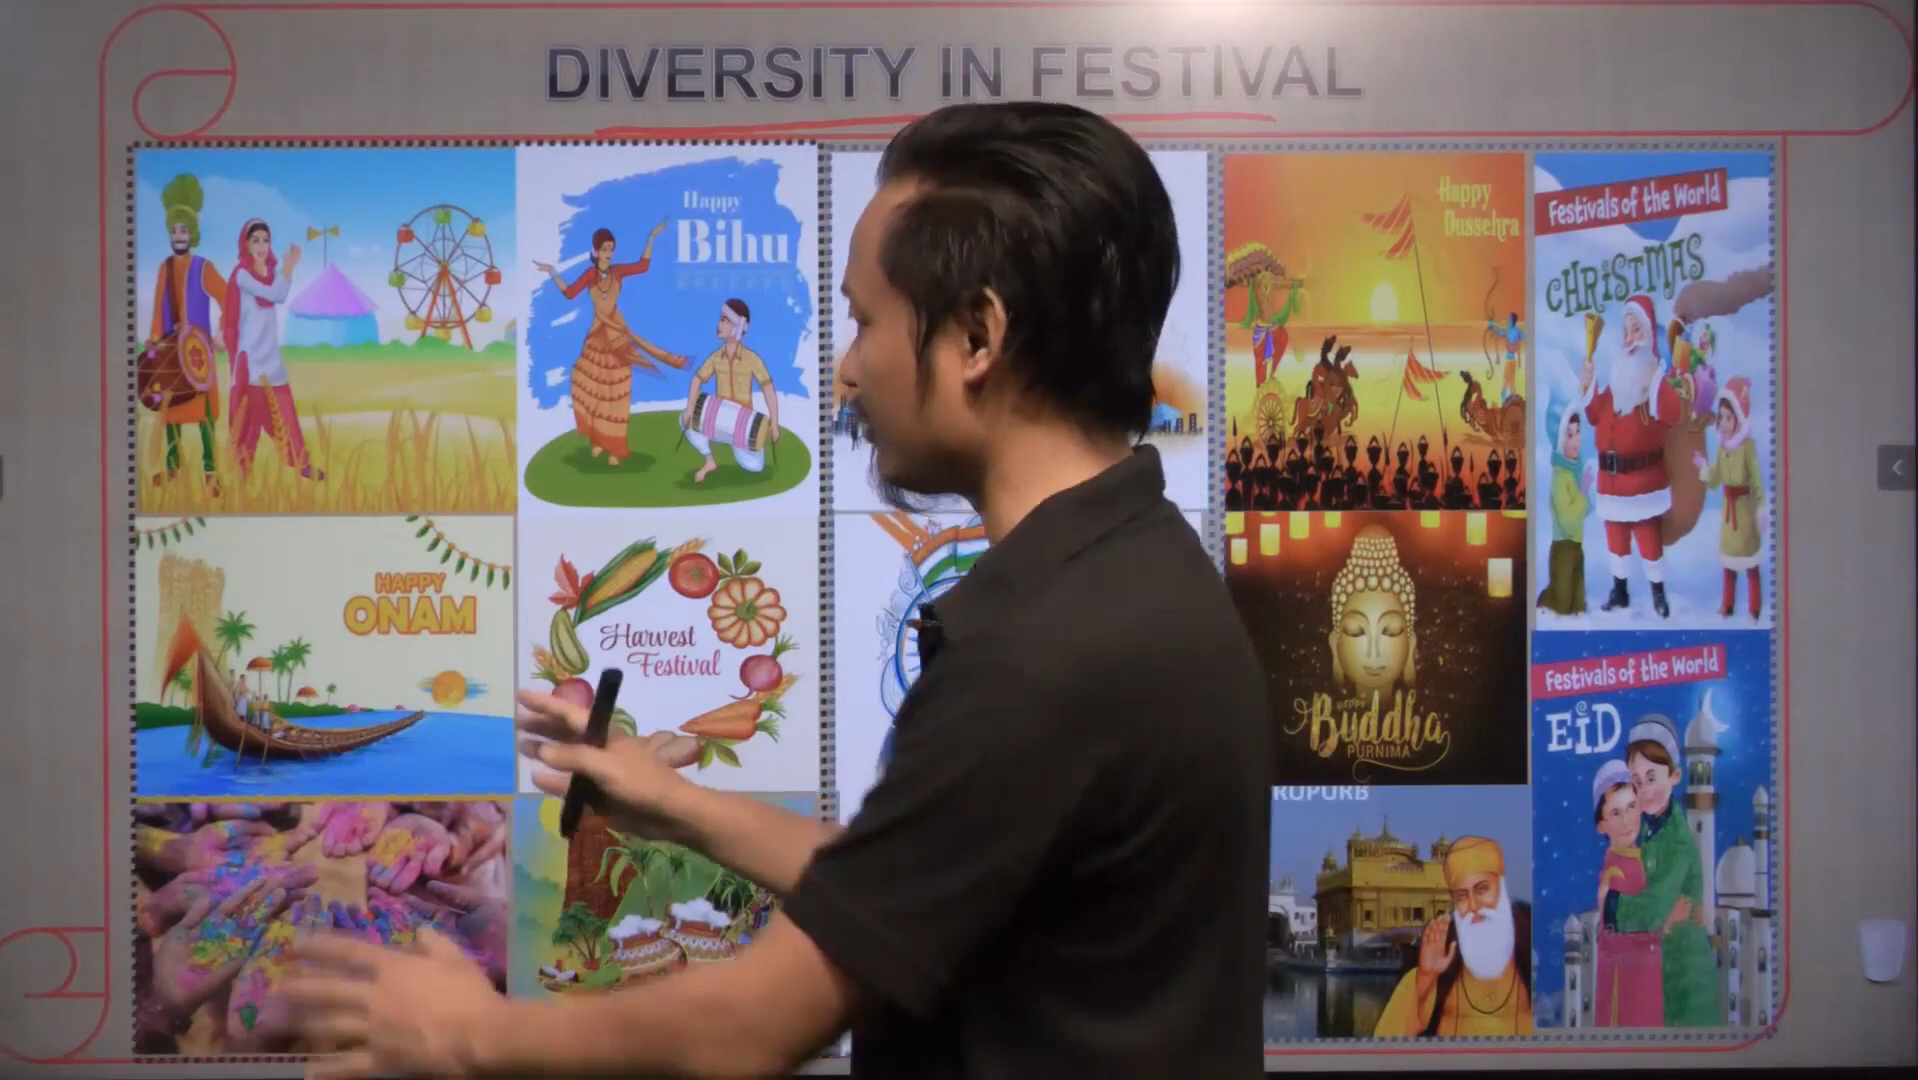 DIVERSITY IN FESTIVAL
Happy
Bihu
Happy
Dussehra
Festivals of the World
CHRiSTMAS
HAPPY
ONAM
Harvest
Festival
HAPPY
Buddha
PURNIMA
Festivals of the World
EiD
RUPURB